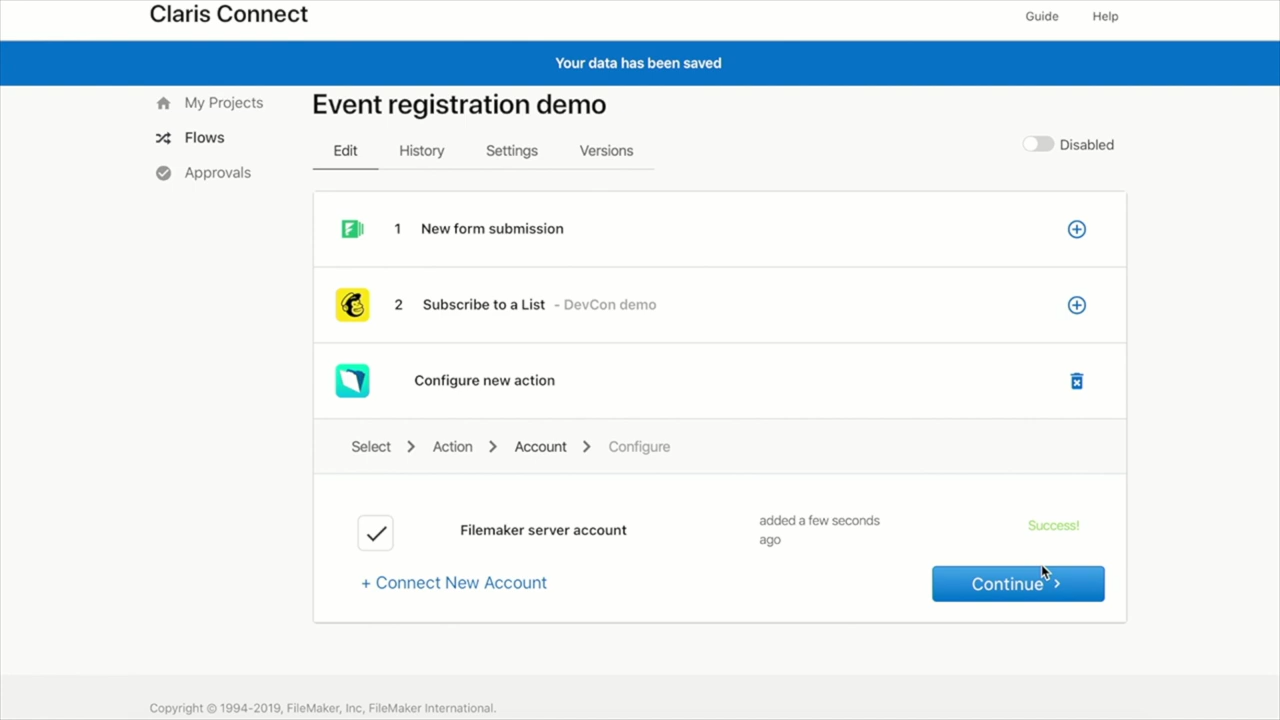 Claris Connect
Guide
Help
Your data has been saved
My Projects
Flows
Approvals
Event registration demo
Edit
History
Settings
Versions
Disabled
1 New form submission
2 Subscribe to a List - DevCon demo
Configure new action
Select > Action > Account > Configure
Filemaker server account
added a few seconds
ago
Success!
+ Connect New Account
Continue >
Copyright © 1994-2019, FileMaker, Inc, FileMaker International.